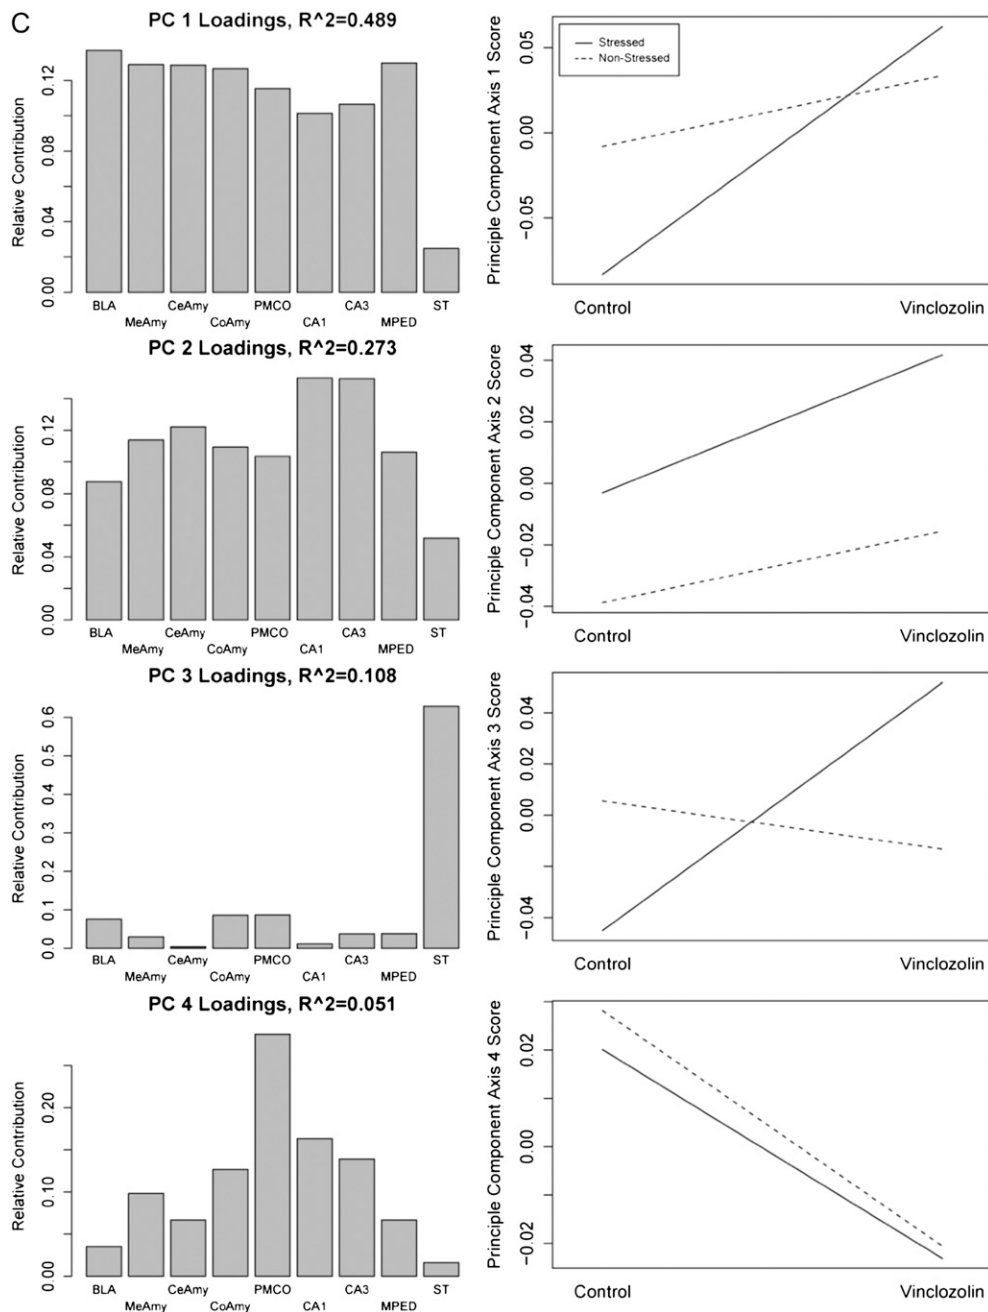 C
PC 1 Loadings, R^2=0.489
Relative Contribution
0.00 0.04 0.12
BLA MeAmy CeAmy CoAmy PMCO CA1 CA3 MPED ST
Principle Component Axis 1 Score
−0.05 0.00 0.05
Stressed
Non-Stressed
Control Vinclozolin
PC 2 Loadings, R^2=0.273
Relative Contribution
0.00 0.04 0.08 0.12
BLA MeAmy CeAmy CoAmy PMCO CA1 CA3 MPED ST
Principle Component Axis 2 Score
−0.04 −0.02 0.00 0.02 0.04
Control Vinclozolin
PC 3 Loadings, R^2=0.108
Relative Contribution
0.0 0.1 0.2 0.3 0.4 0.5 0.6
BLA MeAmy CeAmy CoAmy PMCO CA1 CA3 MPED ST
Principle Component Axis 3 Score
−0.04 0.00 0.02 0.04
Control Vinclozolin
PC 4 Loadings, R^2=0.051
Relative Contribution
0.00 0.10 0.20
BLA MeAmy CeAmy CoAmy PMCO CA1 CA3 MPED ST
Principle Component Axis 4 Score
−0.02 0.00 0.02
Control Vinclozolin